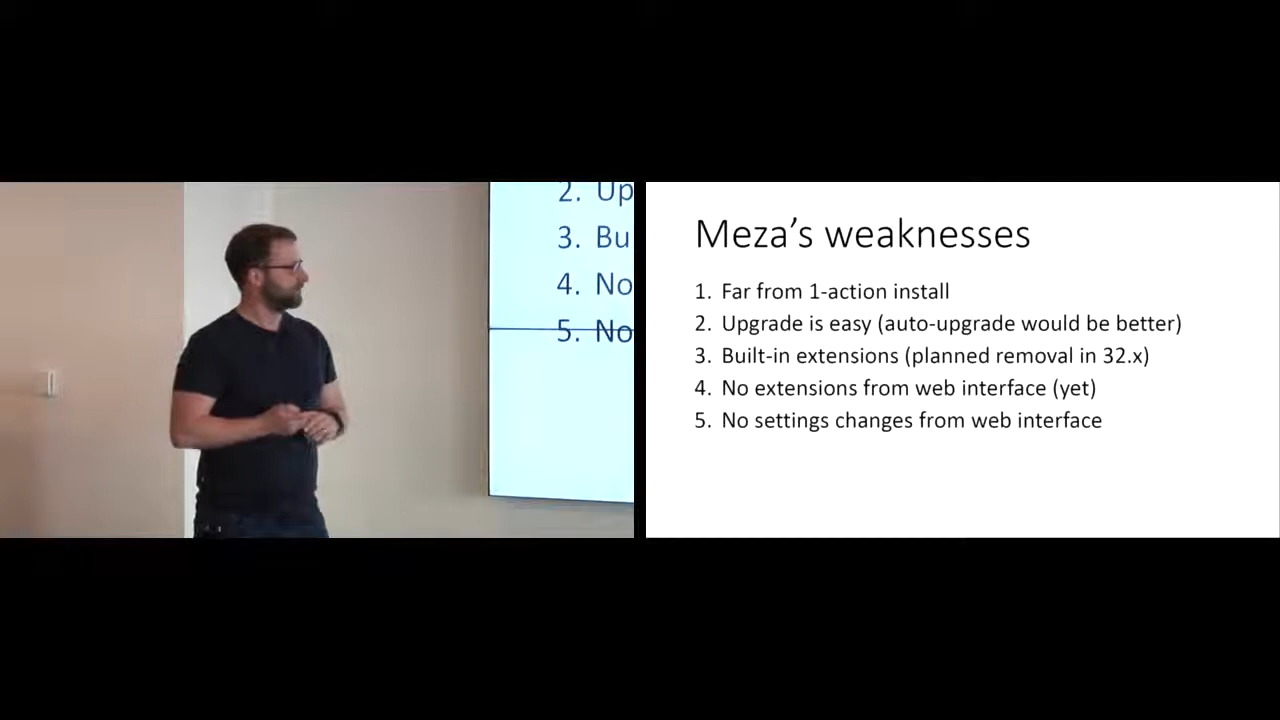 2. Up
3. Bu
4. No
5. No
Meza's weaknesses
1. Far from 1-action install
2. Upgrade is easy (auto-upgrade would be better)
3. Built-in extensions (planned removal in 32.x)
4. No extensions from web interface (yet)
5. No settings changes from web interface